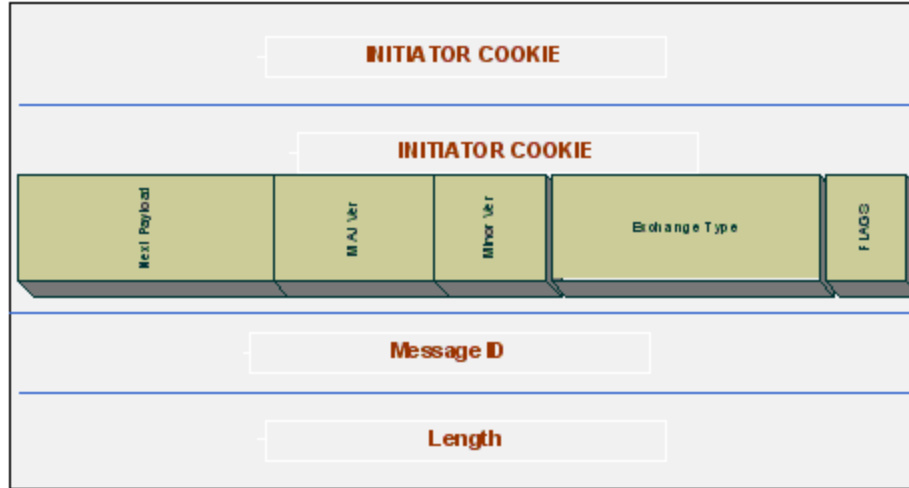 INITIATOR COOKIE
INITIATOR COOKIE
Next Payload
MAJ Ver
Minor Ver
Exchange Type
FLAGS
Message ID
Length